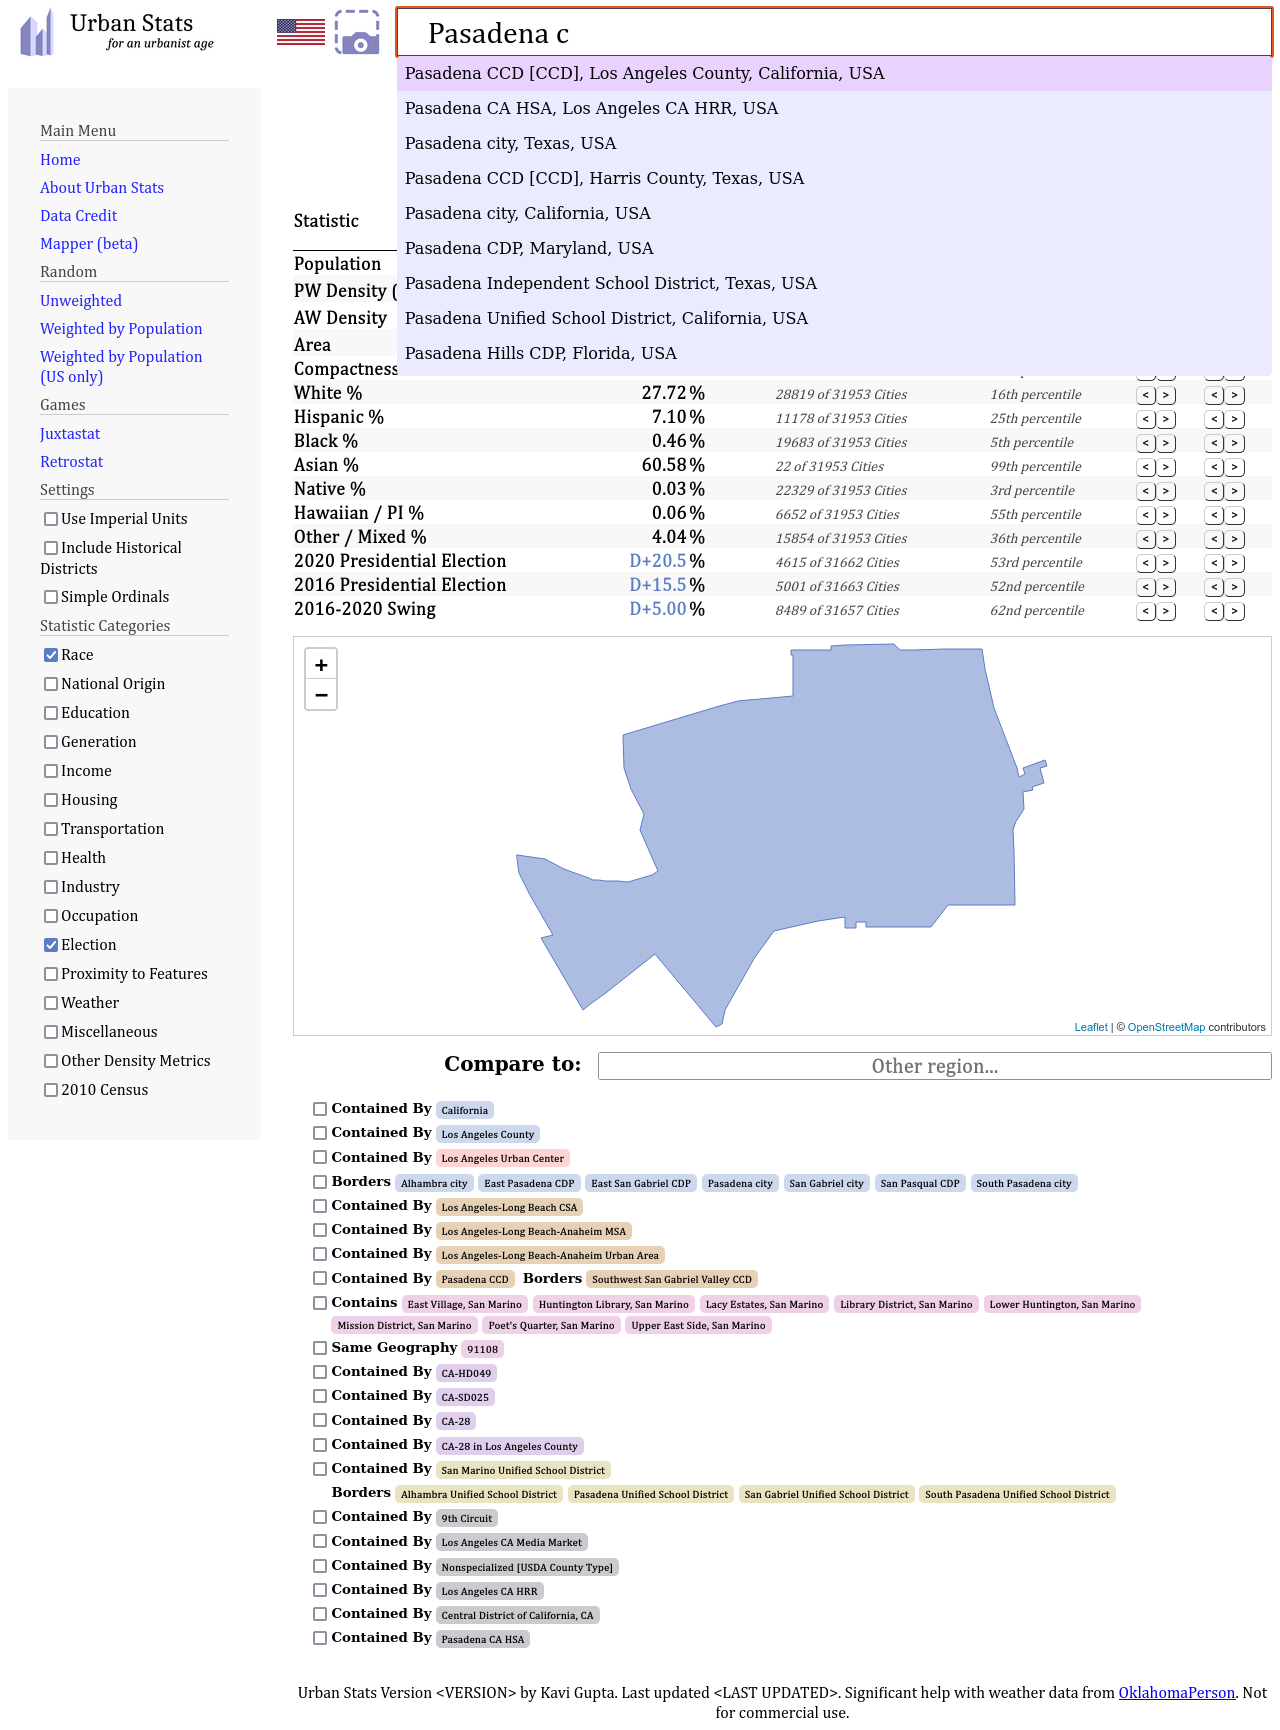 Urban Stats
for an urbanist age
Pasadena c
Pasadena CCD [CCD], Los Angeles County, California, USA
Pasadena CA HSA, Los Angeles CA HRR, USA
Pasadena city, Texas, USA
Pasadena CCD [CCD], Harris County, Texas, USA
Pasadena city, California, USA
Pasadena CDP, Maryland, USA
Pasadena Independent School District, Texas, USA
Pasadena Unified School District, California, USA
Pasadena Hills CDP, Florida, USA
Main Menu
Home
About Urban Stats
Data Credit
Mapper (beta)
Random
Unweighted
Weighted by Population
Weighted by Population
(US only)
Games
Juxtastat
Retrostat
Settings
Use Imperial Units
Include Historical
Districts
Simple Ordinals
Statistic Categories
Race
National Origin
Education
Generation
Income
Housing
Transportation
Health
Industry
Occupation
Election
Proximity to Features
Weather
Miscellaneous
Other Density Metrics
2010 Census
Statistic
Population
PW Density (
AW Density
Area
Compactness
White % 27.72 % 28819 of 31953 Cities 16th percentile < > < >
Hispanic % 7.10 % 11178 of 31953 Cities 25th percentile < > < >
Black % 0.46 % 19683 of 31953 Cities 5th percentile < > < >
Asian % 60.58 % 22 of 31953 Cities 99th percentile < > < >
Native % 0.03 % 22329 of 31953 Cities 3rd percentile < > < >
Hawaiian / PI % 0.06 % 6652 of 31953 Cities 55th percentile < > < >
Other / Mixed % 4.04 % 15854 of 31953 Cities 36th percentile < > < >
2020 Presidential Election D+20.5 % 4615 of 31662 Cities 53rd percentile < > < >
2016 Presidential Election D+15.5 % 5001 of 31663 Cities 52nd percentile < > < >
2016-2020 Swing D+5.00 % 8489 of 31657 Cities 62nd percentile < > < >
+
−
Leaflet | © OpenStreetMap contributors
Compare to: Other region...
Contained By California
Contained By Los Angeles County
Contained By Los Angeles Urban Center
Borders Alhambra city East Pasadena CDP East San Gabriel CDP Pasadena city San Gabriel city San Pasqual CDP South Pasadena city
Contained By Los Angeles-Long Beach CSA
Contained By Los Angeles-Long Beach-Anaheim MSA
Contained By Los Angeles-Long Beach-Anaheim Urban Area
Contained By Pasadena CCD Borders Southwest San Gabriel Valley CCD
Contains East Village, San Marino Huntington Library, San Marino Lacy Estates, San Marino Library District, San Marino Lower Huntington, San Marino
Mission District, San Marino Poet's Quarter, San Marino Upper East Side, San Marino
Same Geography 91108
Contained By CA-HD049
Contained By CA-SD025
Contained By CA-28
Contained By CA-28 in Los Angeles County
Contained By San Marino Unified School District
Borders Alhambra Unified School District Pasadena Unified School District San Gabriel Unified School District South Pasadena Unified School District
Contained By 9th Circuit
Contained By Los Angeles CA Media Market
Contained By Nonspecialized [USDA County Type]
Contained By Los Angeles CA HRR
Contained By Central District of California, CA
Contained By Pasadena CA HSA
Urban Stats Version <VERSION> by Kavi Gupta. Last updated <LAST UPDATED>. Significant help with weather data from OklahomaPerson. Not
for commercial use.